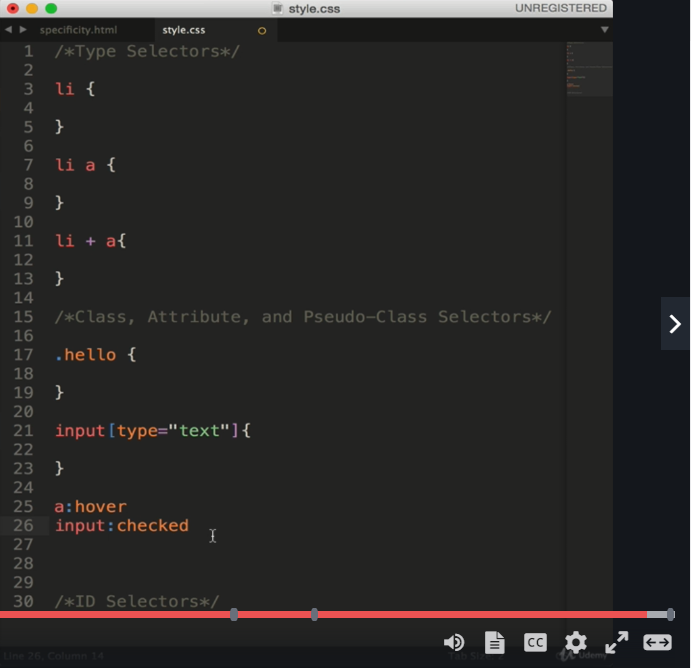 style.css
UNREGISTERED
specificity.html
style.css
1 /*Type Selectors*/
2
3 li {
4
5 }
6
7 li a {
8
9 }
10
11 li + a{
12
13 }
14
15 /*Class, Attribute, and Pseudo-Class Selectors*/
16
17 .hello {
18
19 }
20
21 input[type="text"]{
22
23 }
24
25 a:hover
26 input:checked
27
28
29
30 /*ID Selectors*/
CC
Line 26, Column 14
Tab Size
Udemy